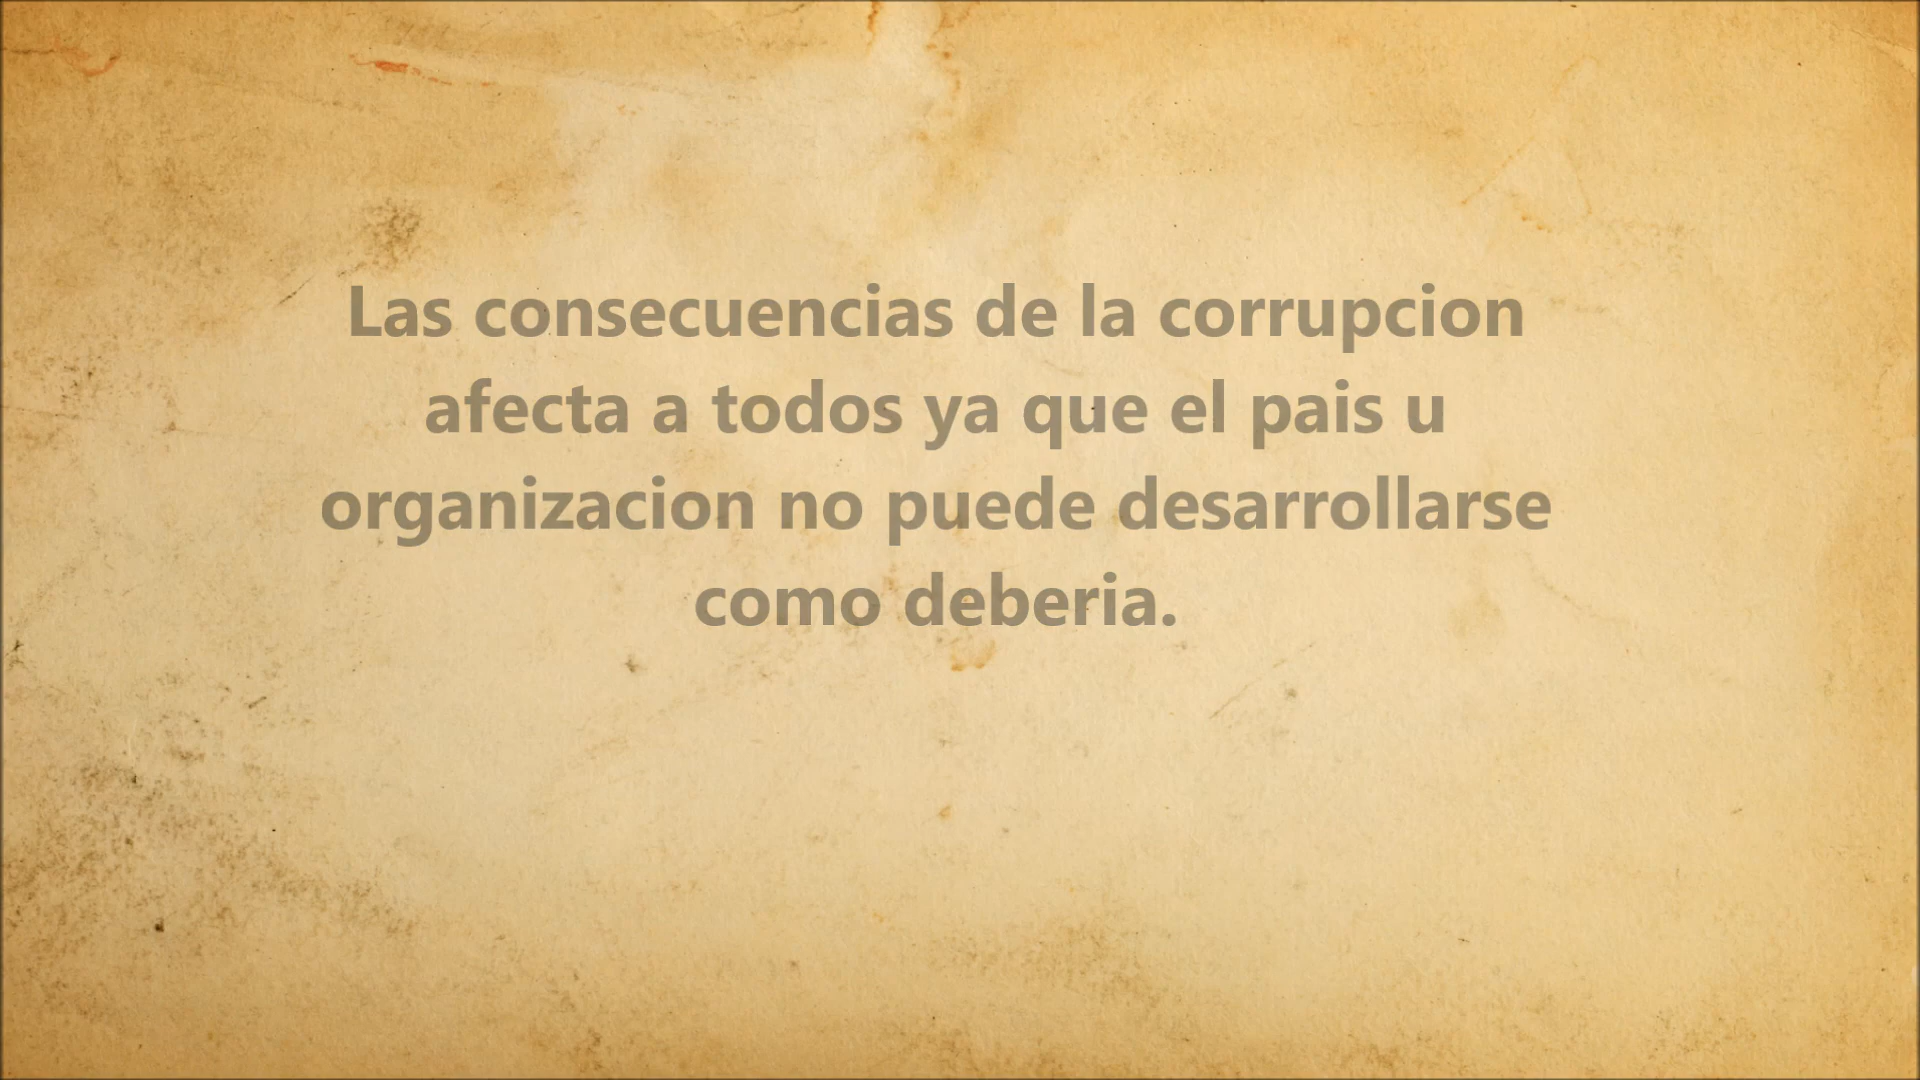 Las consecuencias de la corrupcion
afecta a todos ya que el pais u
organizacion no puede desarrollarse
como deberia.